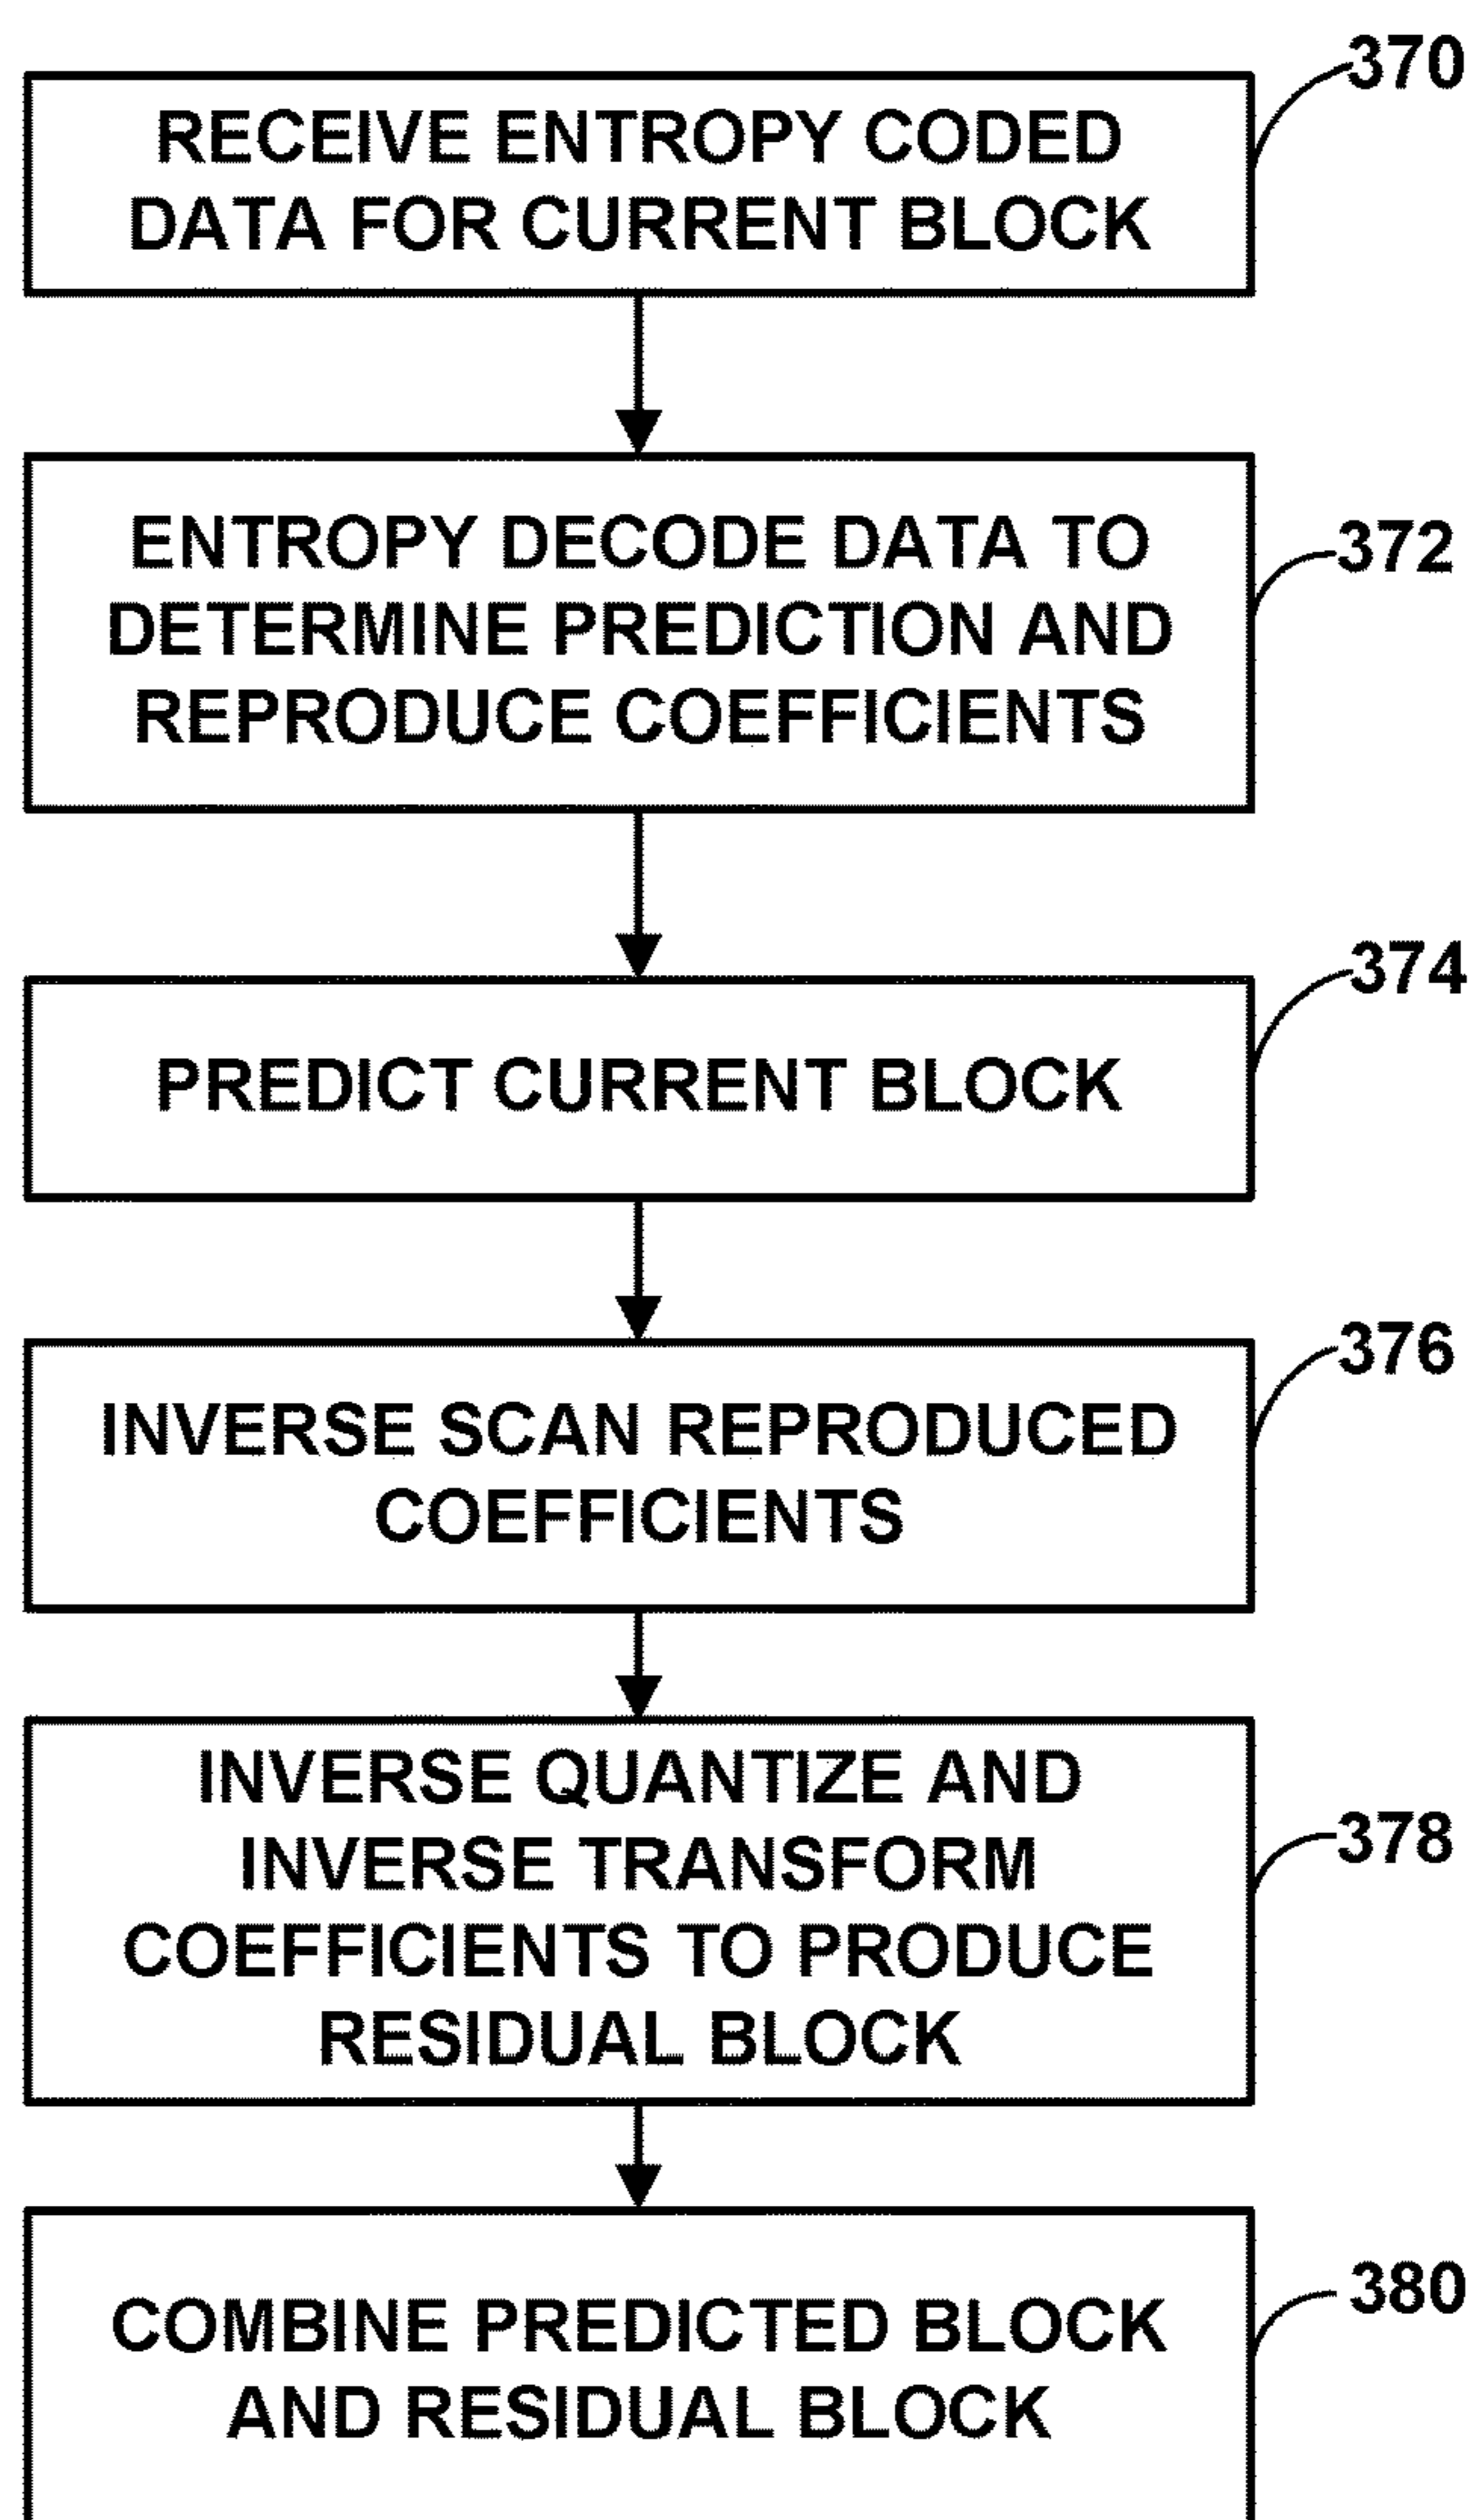 370
RECEIVE ENTROPY CODED
DATA FOR CURRENT BLOCK
372
ENTROPY DECODE DATA TO
DETERMINE PREDICTION AND
REPRODUCE COEFFICIENTS
374
PREDICT CURRENT BLOCK
376
INVERSE SCAN REPRODUCED
COEFFICIENTS
378
INVERSE QUANTIZE AND
INVERSE TRANSFORM
COEFFICIENTS TO PRODUCE
RESIDUAL BLOCK
380
COMBINE PREDICTED BLOCK
AND RESIDUAL BLOCK